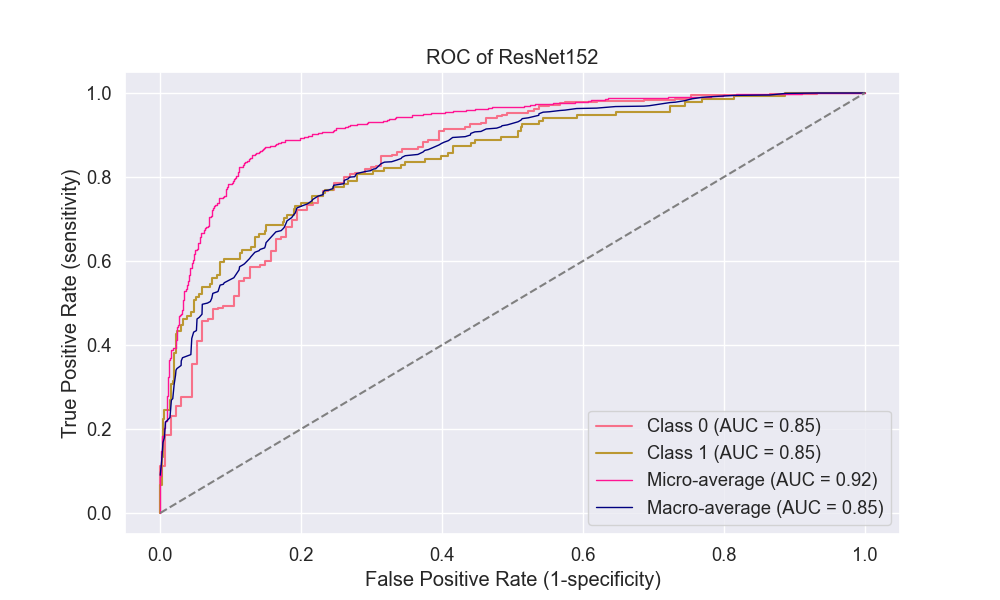 ROC of ResNet152
True Positive Rate (sensitivity)
1.0
0.8
0.6
0.4
0.2
0.0
Class 0 (AUC = 0.85)
Class 1 (AUC = 0.85)
Micro-average (AUC = 0.92)
Macro-average (AUC = 0.85)
0.0 0.2 0.4 0.6 0.8 1.0
False Positive Rate (1-specificity)